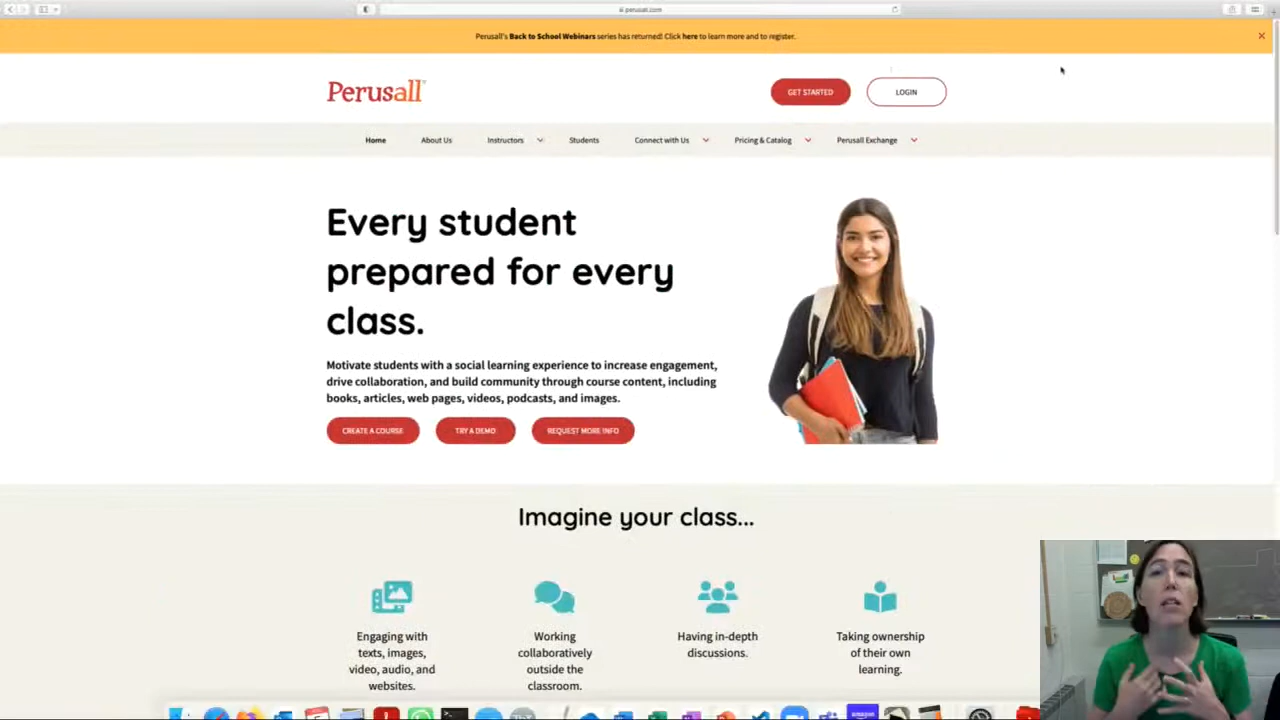 perusall.com
Perusall's Back to School Webinars series has returned! Click here to learn more and to register.
Perusall
GET STARTED
LOGIN
Home
About Us
Instructors
Students
Connect with Us
Pricing & Catalog
Perusall Exchange
Every student
prepared for every
class.
Motivate students with a social learning experience to increase engagement,
drive collaboration, and build community through course content, including
books, articles, web pages, videos, podcasts, and images.
CREATE A COURSE
TRY A DEMO
REQUEST MORE INFO
Imagine your class...
Engaging with
texts, images,
video, audio, and
websites.
Working
collaboratively
outside the
classroom.
Having in-depth
discussions.
Taking ownership
of their own
learning.